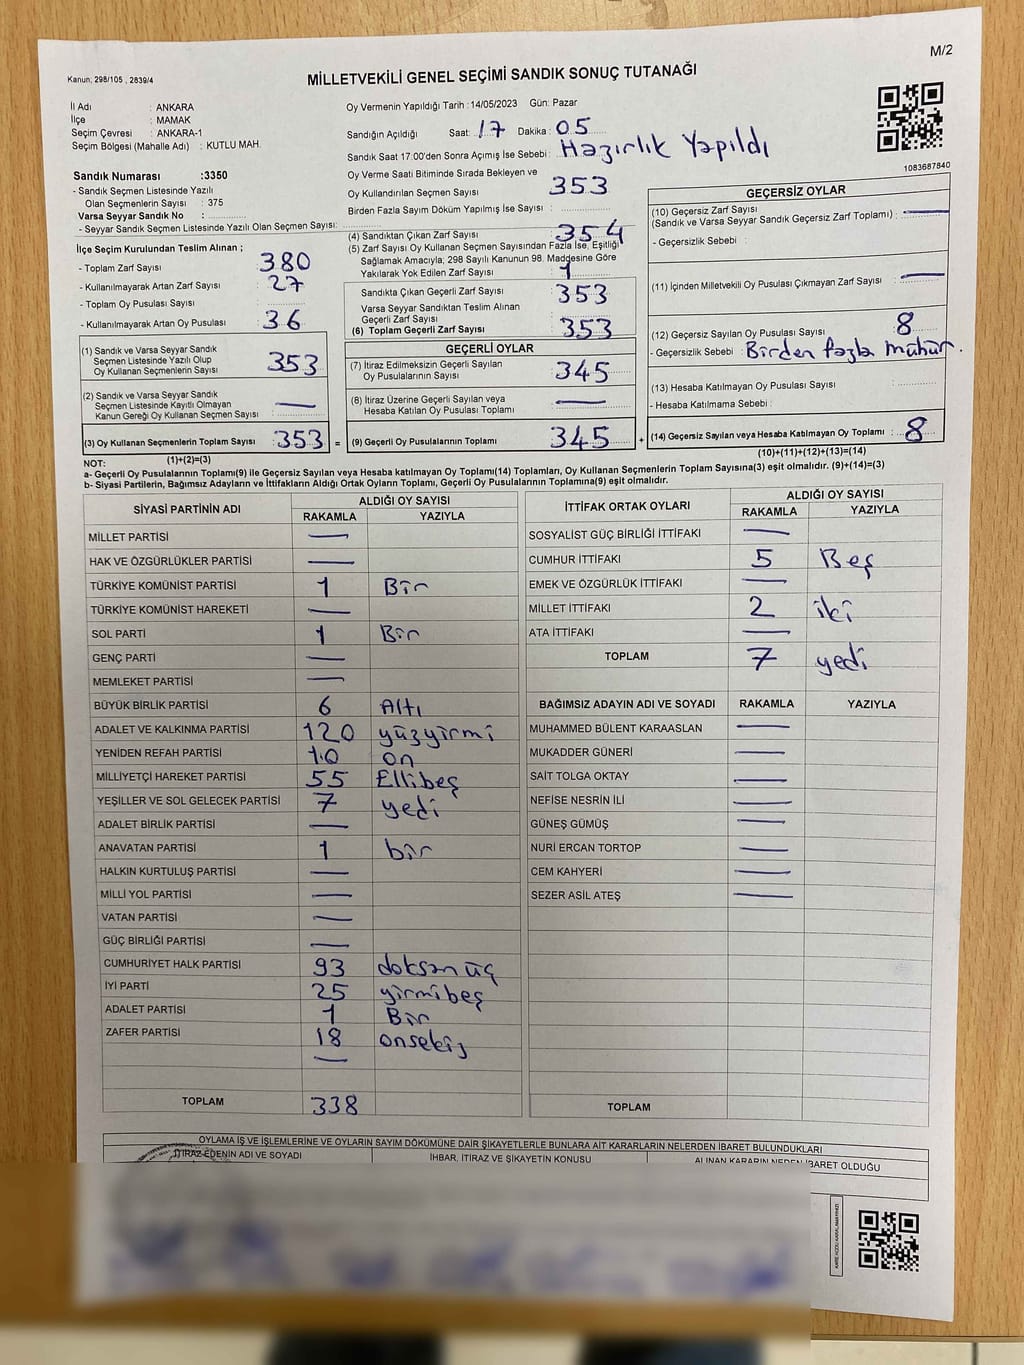 M/2
Kanun; 298/105 , 2839/4
MİLLETVEKİLİ GENEL SEÇİMİ SANDIK SONUÇ TUTANAĞI
İl Adı : ANKARA
İlçe : MAMAK
Seçim Çevresi : ANKARA-1
Seçim Bölgesi (Mahalle Adı) : KUTLU MAH.
Sandık Numarası :3350
- Sandık Seçmen Listesinde Yazılı
Olan Seçmenlerin Sayısı : 375
Varsa Seyyar Sandık No :
- Seyyar Sandık Seçmen Listesinde Yazılı Olan Seçmen Sayısı:
İlçe Seçim Kurulundan Teslim Alınan ;
- Toplam Zarf Sayısı 380
- Kullanılmayarak Artan Zarf Sayısı 27
- Toplam Oy Pusulası Sayısı
- Kullanılmayarak Artan Oy Pusulası 36
(1) Sandık ve Varsa Seyyar Sandık
Seçmen Listesinde Yazılı Olup
Oy Kullanan Seçmenlerin Sayısı 353
(2) Sandık ve Varsa Seyyar Sandık
Seçmen Listesinde Kayıtlı Olmayan
Kanun Gereği Oy Kullanan Seçmen Sayısı —
(3) Oy Kullanan Seçmenlerin Toplam Sayısı 353 =
(1)+(2)=(3)
Oy Vermenin Yapıldığı Tarih :14/05/2023 Gün: Pazar
Sandığın Açıldığı Saat: 17 Dakika: 05
Sandık Saat 17:00'den Sonra Açımış İse Sebebi : Hazırlık Yapıldı
Oy Verme Saati Bitiminde Sırada Bekleyen ve
Oy Kullandırılan Seçmen Sayısı 353
Birden Fazla Sayım Döküm Yapılmış İse Sayısı :
(4) Sandıktan Çıkan Zarf Sayısı 354
(5) Zarf Sayısı Oy Kullanan Seçmen Sayısından Fazla İse, Eşitliği
Sağlamak Amacıyla; 298 Sayılı Kanunun 98. Maddesine Göre
Yakılarak Yok Edilen Zarf Sayısı 1
Sandıkta Çıkan Geçerli Zarf Sayısı 353
Varsa Seyyar Sandıktan Teslim Alınan
Geçerli Zarf Sayısı
(6) Toplam Geçerli Zarf Sayısı 353
GEÇERLİ OYLAR
(7) İtiraz Edilmeksizin Geçerli Sayılan
Oy Pusulalarının Sayısı 345
(8) İtiraz Üzerine Geçerli Sayılan veya
Hesaba Katılan Oy Pusulası Toplamı —
(9) Geçerli Oy Pusulalarının Toplamı 345 +
1083687840
GEÇERSİZ OYLAR
(10) Geçersiz Zarf Sayısı —
(Sandık ve Varsa Seyyar Sandık Geçersiz Zarf Toplamı) :
- Geçersizlik Sebebi :
(11) İçinden Milletvekili Oy Pusulası Çıkmayan Zarf Sayısı : —
(12) Geçersiz Sayılan Oy Pusulası Sayısı : 8
- Geçersizlik Sebebi : Birden fazla mühür.
(13) Hesaba Katılmayan Oy Pusulası Sayısı :
- Hesaba Katılmama Sebebi :
(14) Geçersiz Sayılan veya Hesaba Katılmayan Oy Toplamı : 8
(10)+(11)+(12)+(13)=(14)
NOT:
a- Geçerli Oy Pusulalarının Toplamı(9) ile Geçersiz Sayılan veya Hesaba katılmayan Oy Toplamı(14) Toplamları, Oy Kullanan Seçmenlerin Toplam Sayısına(3) eşit olmalıdır. (9)+(14)=(3)
b- Siyasi Partilerin, Bağımsız Adayların ve İttifakların Aldığı Ortak Oyların Toplamı, Geçerli Oy Pusulalarının Toplamına(9) eşit olmalıdır.
SİYASİ PARTİNİN ADI ALDIĞI OY SAYISI
RAKAMLA YAZIYLA
MİLLET PARTİSİ —
HAK VE ÖZGÜRLÜKLER PARTİSİ —
TÜRKİYE KOMÜNİST PARTİSİ 1 Bir
TÜRKİYE KOMÜNİST HAREKETİ —
SOL PARTİ 1 Bir
GENÇ PARTİ —
MEMLEKET PARTİSİ —
BÜYÜK BİRLİK PARTİSİ 6 Altı
ADALET VE KALKINMA PARTİSİ 120 yüzyirmi
YENİDEN REFAH PARTİSİ 10 on
MİLLİYETÇİ HAREKET PARTİSİ 55 Ellibeş
YEŞİLLER VE SOL GELECEK PARTİSİ 7 yedi
ADALET BİRLİK PARTİSİ —
ANAVATAN PARTİSİ 1 bir
HALKIN KURTULUŞ PARTİSİ —
MİLLİ YOL PARTİSİ —
VATAN PARTİSİ —
GÜÇ BİRLİĞİ PARTİSİ —
CUMHURİYET HALK PARTİSİ 93 doksan üç
İYİ PARTİ 25 yirmibeş
ADALET PARTİSİ 1 Bir
ZAFER PARTİSİ 18 onsekiz
—
TOPLAM 338
İTTİFAK ORTAK OYLARI ALDIĞI OY SAYISI
RAKAMLA YAZIYLA
SOSYALİST GÜÇ BİRLİĞİ İTTİFAKI —
CUMHUR İTTİFAKI 5 Beş
EMEK VE ÖZGÜRLÜK İTTİFAKI —
MİLLET İTTİFAKI 2 iki
ATA İTTİFAKI —
TOPLAM 7 yedi
BAĞIMSIZ ADAYIN ADI VE SOYADI RAKAMLA YAZIYLA
MUHAMMED BÜLENT KARAASLAN —
MUKADDER GÜNERİ —
SAİT TOLGA OKTAY —
NEFİSE NESRİN İLİ —
GÜNEŞ GÜMÜŞ —
NURİ ERCAN TORTOP —
CEM KAHYERİ —
SEZER ASİL ATEŞ —
TOPLAM
OYLAMA İŞ VE İŞLEMLERİNE VE OYLARIN SAYIM DÖKÜMÜNE DAİR ŞİKAYETLERLE BUNLARA AİT KARARLARIN NELERDEN İBARET BULUNDUKLARI
İTİRAZ EDENİN ADI VE SOYADI İHBAR, İTİRAZ VE ŞİKAYETİN KONUSU ALINAN KARARIN NEDEN İBARET OLDUĞU